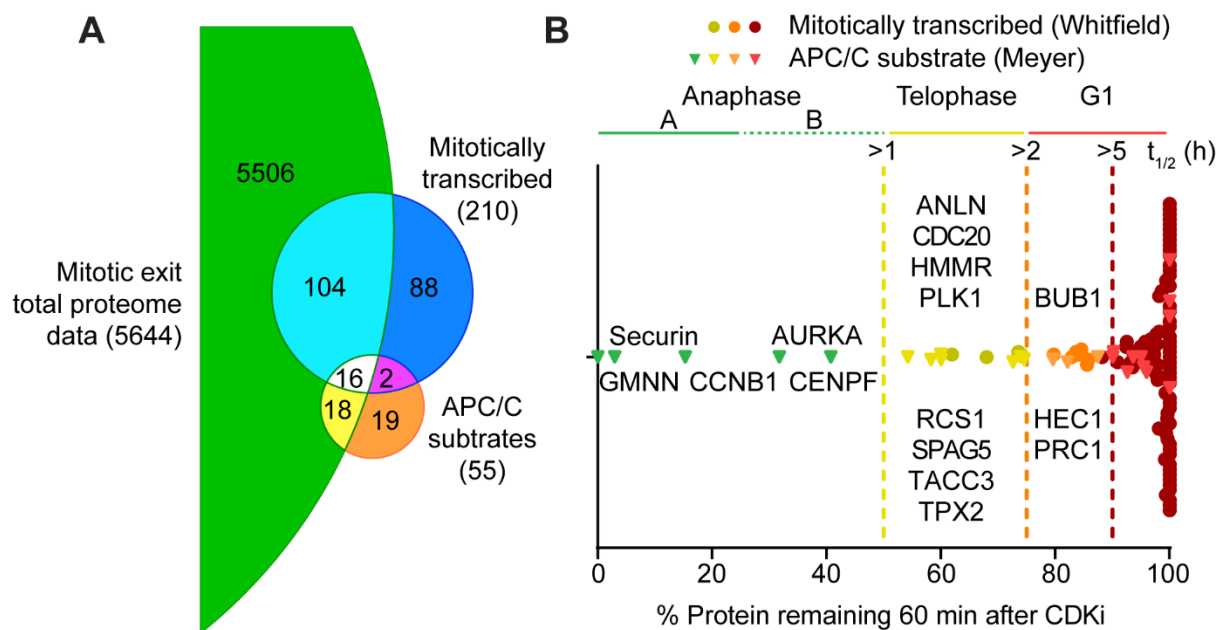 A
5506
Mitotically
transcribed
(210)
Mitotic exit
total proteome
data (5644)
104
88
16
2
18
19
APC/C
subtrates
(55)
B
Mitotically transcribed (Whitfield)
APC/C substrate (Meyer)
Anaphase
Telophase
G1
A
B
>1
>2
>5
t1/2 (h)
ANLN
CDC20
HMMR
PLK1
BUB1
Securin
AURKA
GMNN CCNB1 CENPF
RCS1
SPAG5
TACC3
TPX2
HEC1
PRC1
0 20 40 60 80 100
% Protein remaining 60 min after CDKi